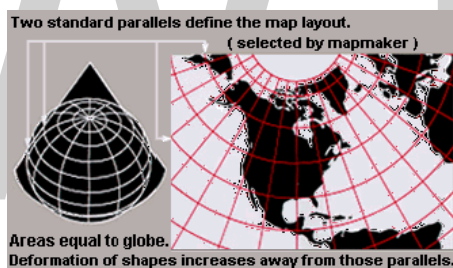 Two standard parallels define the map layout.
( selected by mapmaker )
Areas equal to globe.
Deformation of shapes increases away from those parallels.